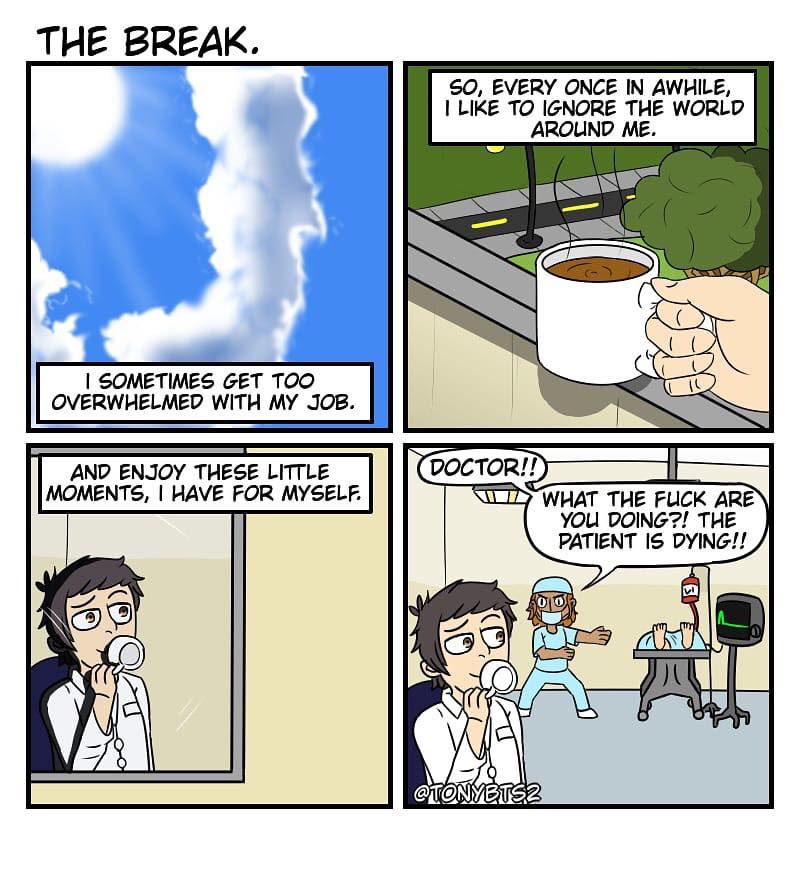 THE BREAK.
I SOMETIMES GET TOO
OVERWHELMED WITH MY JOB.
SO, EVERY ONCE IN AWHILE,
I LIKE TO IGNORE THE WORLD
AROUND ME.
AND ENJOY THESE LITTLE
MOMENTS, I HAVE FOR MYSELF.
DOCTOR!!
WHAT THE FUCK ARE
YOU DOING?! THE
PATIENT IS DYING!!
@TONYBTS2